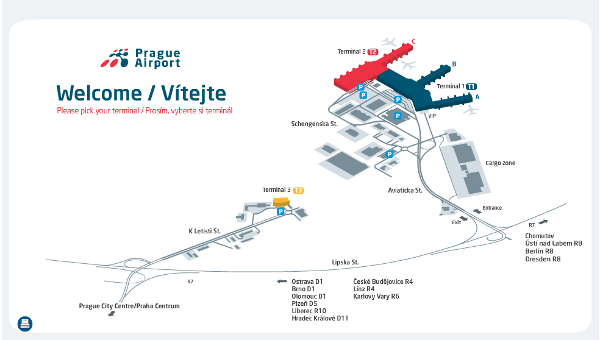 Prague
Airport
Welcome / Vítejte
Please pick your terminal / Prosím, vyberte si terminál
Terminal 2 T2
C
B
Terminal 1 T1
A
VIP
P
P
P
P
P
Schengenska St.
Cargo zone
Aviaticka St.
Terminal 3 T3
P
Entrance
Exit
R7
K Letisti St.
Chomutov
Ústí nad Labem R8
Berlin R8
Dresden R8
Lipska St.
R7
Ostrava D1
Brno D1
Olomouc D1
Plzeň D5
Liberec R10
Hradec Králové D11
České Budějovice R4
Linz R4
Karlovy Vary R6
Prague City Centre/Praha Centrum